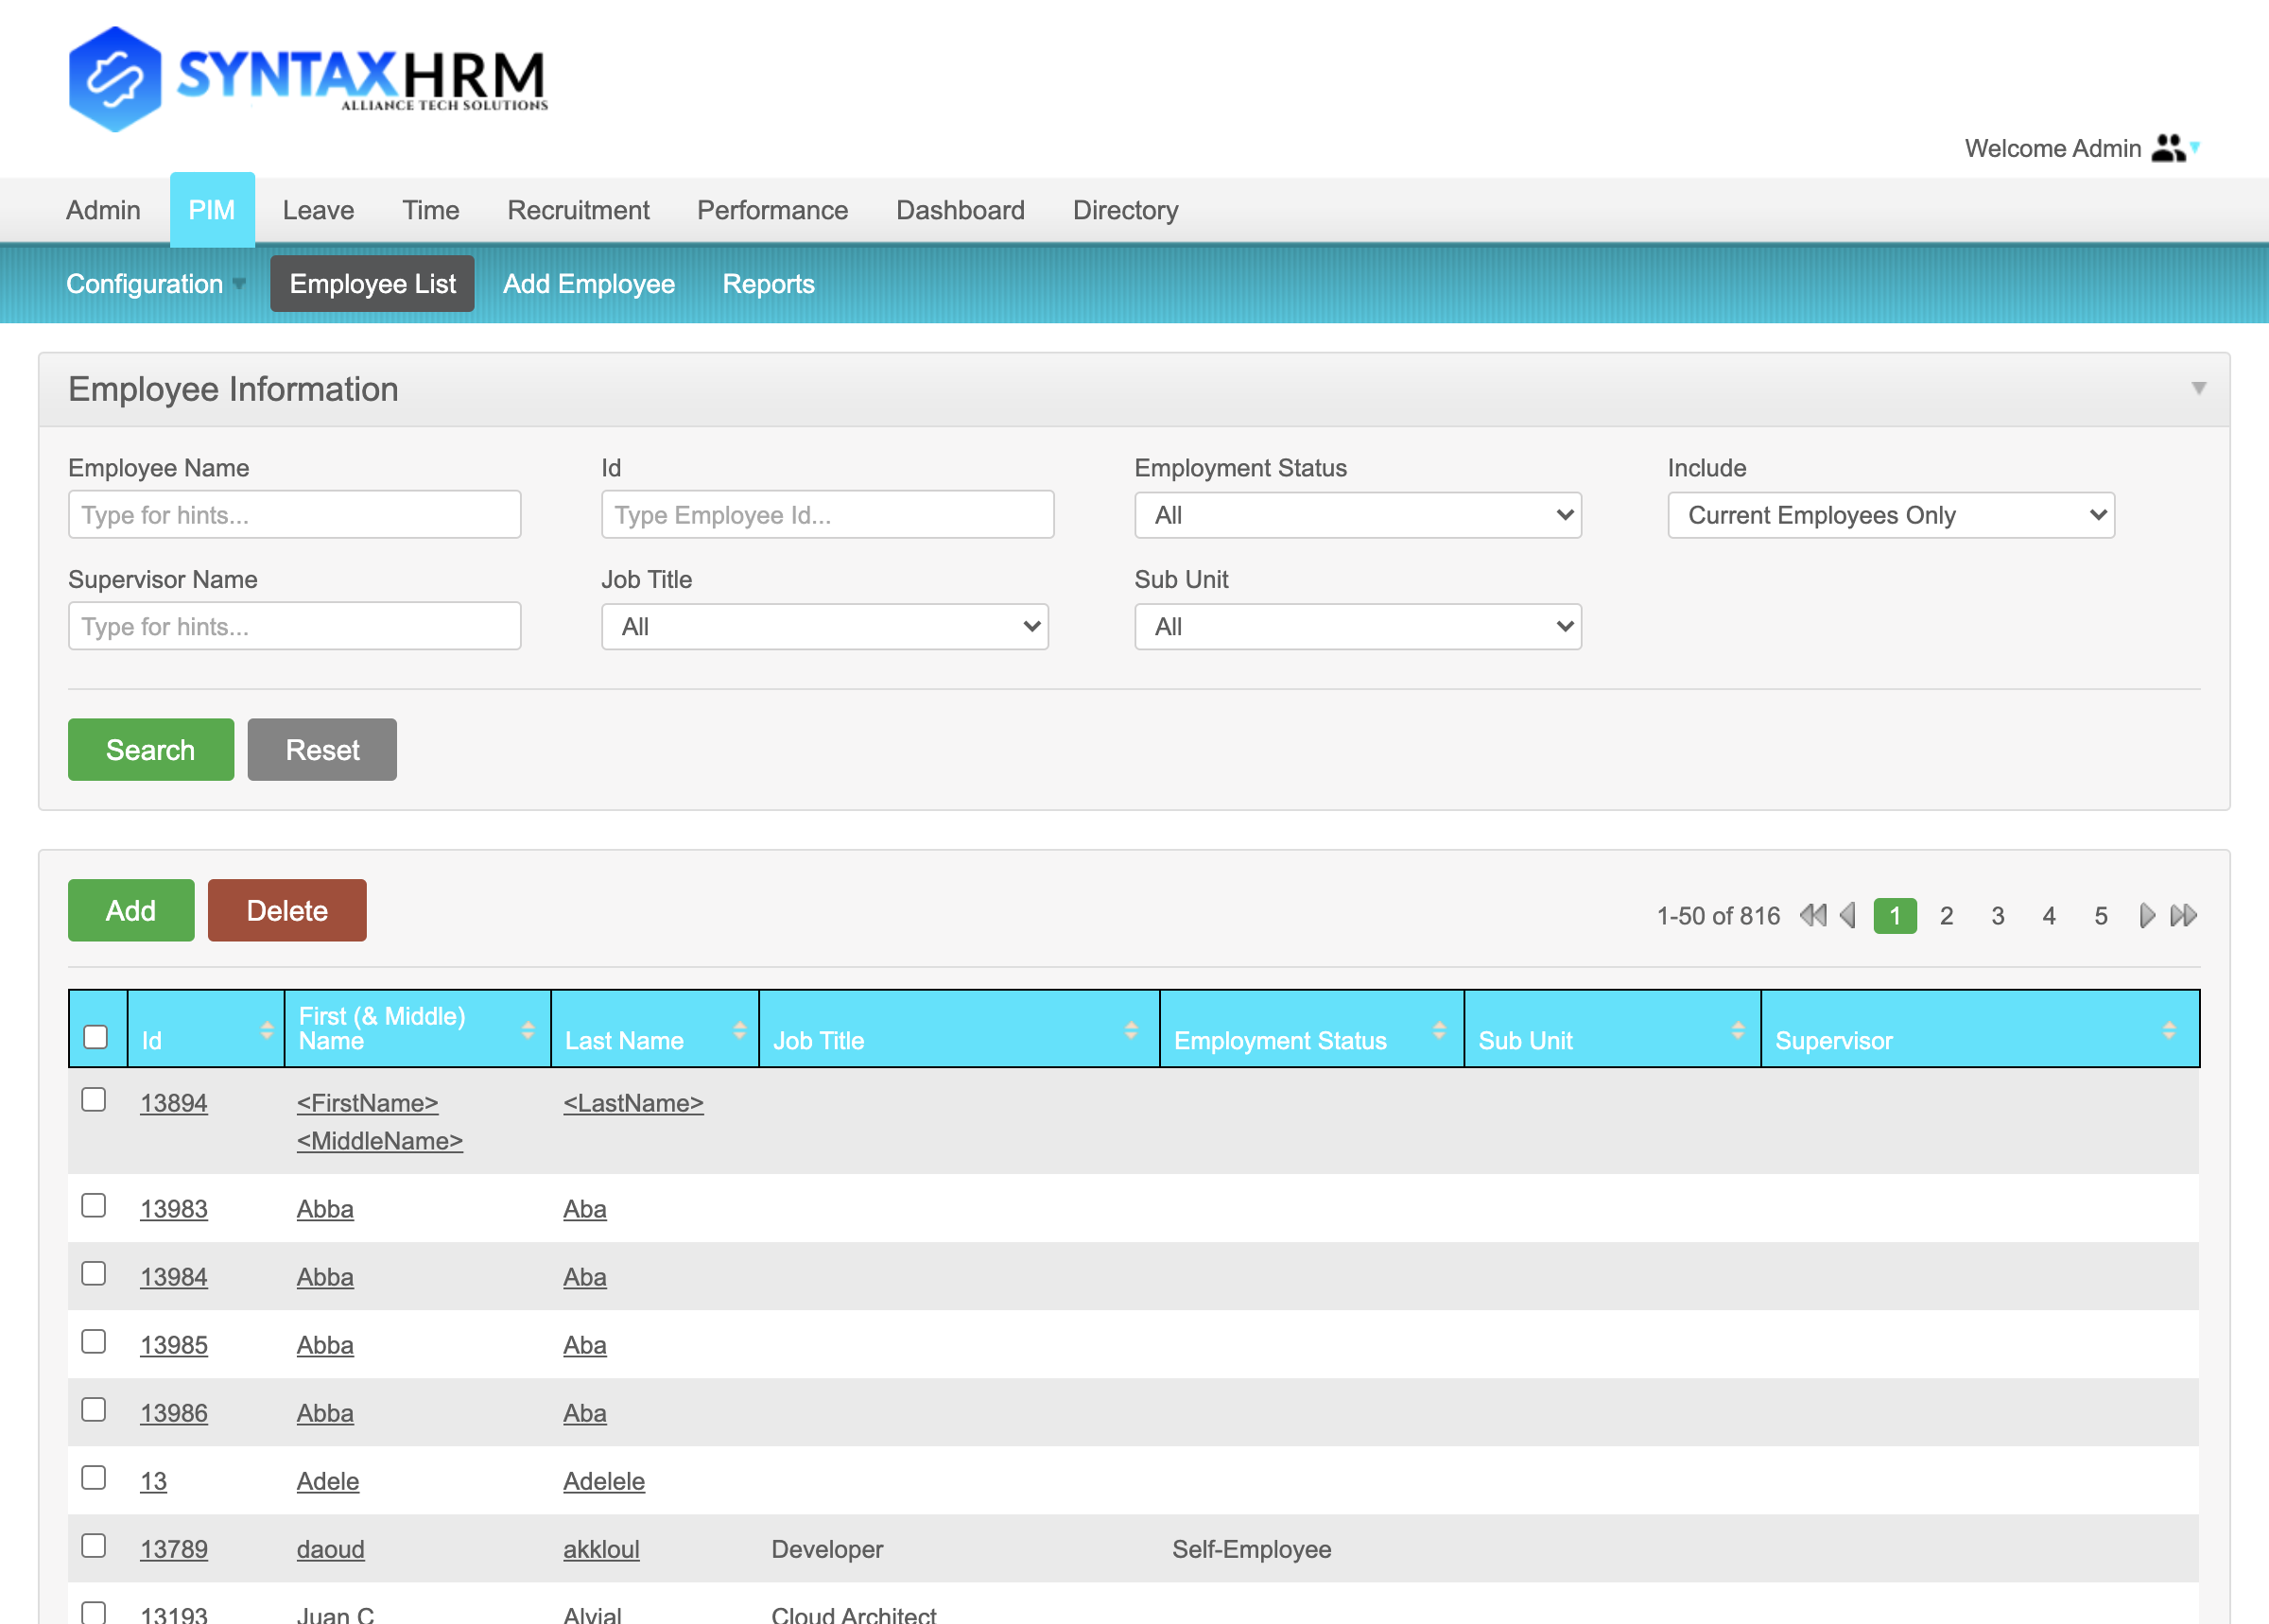 SYNTAXHRM
ALLIANCE TECH SOLUTIONS
Welcome Admin
Admin PIM Leave Time Recruitment Performance Dashboard Directory
Configuration Employee List Add Employee Reports
Employee Information
Employee Name Id Employment Status Include
Type for hints... Type Employee Id... All Current Employees Only
Supervisor Name Job Title Sub Unit
Type for hints... All All
Search Reset
Add Delete 1-50 of 816 1 2 3 4 5
First (& Middle)
Id Name Last Name Job Title Employment Status Sub Unit Supervisor
13894 <FirstName> <LastName>
<MiddleName>
13983 Abba Aba
13984 Abba Aba
13985 Abba Aba
13986 Abba Aba
13 Adele Adelele
13789 daoud akkloul Developer Self-Employee
13193 Juan C Alvial Cloud Architect